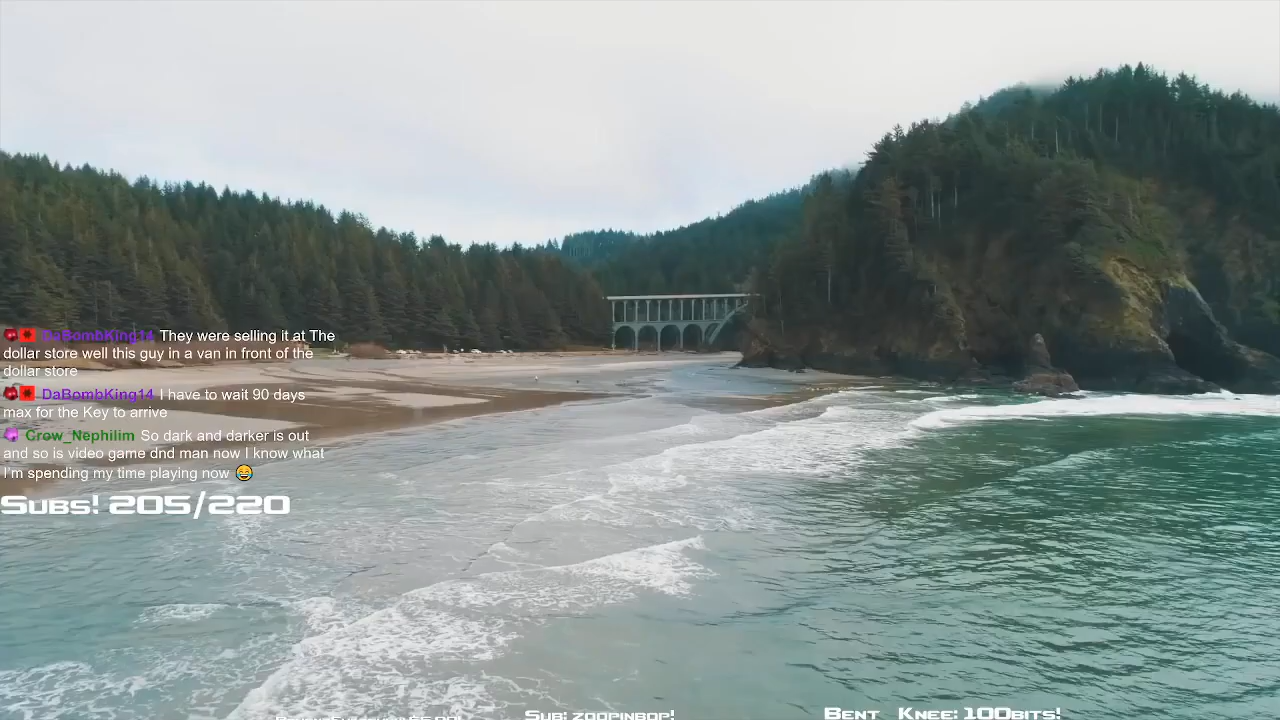 DaBombKing14 They were selling it at The
dollar store well this guy in a van in front of the
dollar store
DaBombKing14 I have to wait 90 days
max for the Key to arrive
Crow_Nephilim So dark and darker is out
and so is video game dnd man now I know what
I'm spending my time playing now 😂
Subs! 205/220
Sub: zoopinbop!
Bent Knee: 100bits!